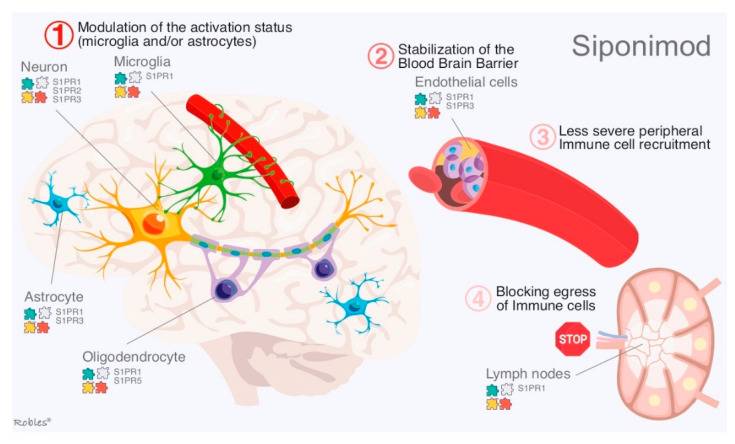 1 Modulation of the activation status
(microglia and/or astrocytes)
Neuron
S1PR1
S1PR2
S1PR3
Microglia
S1PR1
2 Stabilization of the
Blood Brain Barrier
Endothelial cells
S1PR1
S1PR3
Siponimod
3 Less severe peripheral
Immune cell recruitment
Astrocyte
S1PR1
S1PR3
Oligodendrocyte
S1PR1
S1PR5
4 Blocking egress
of Immune cells
STOP
Lymph nodes
S1PR1
Robles®